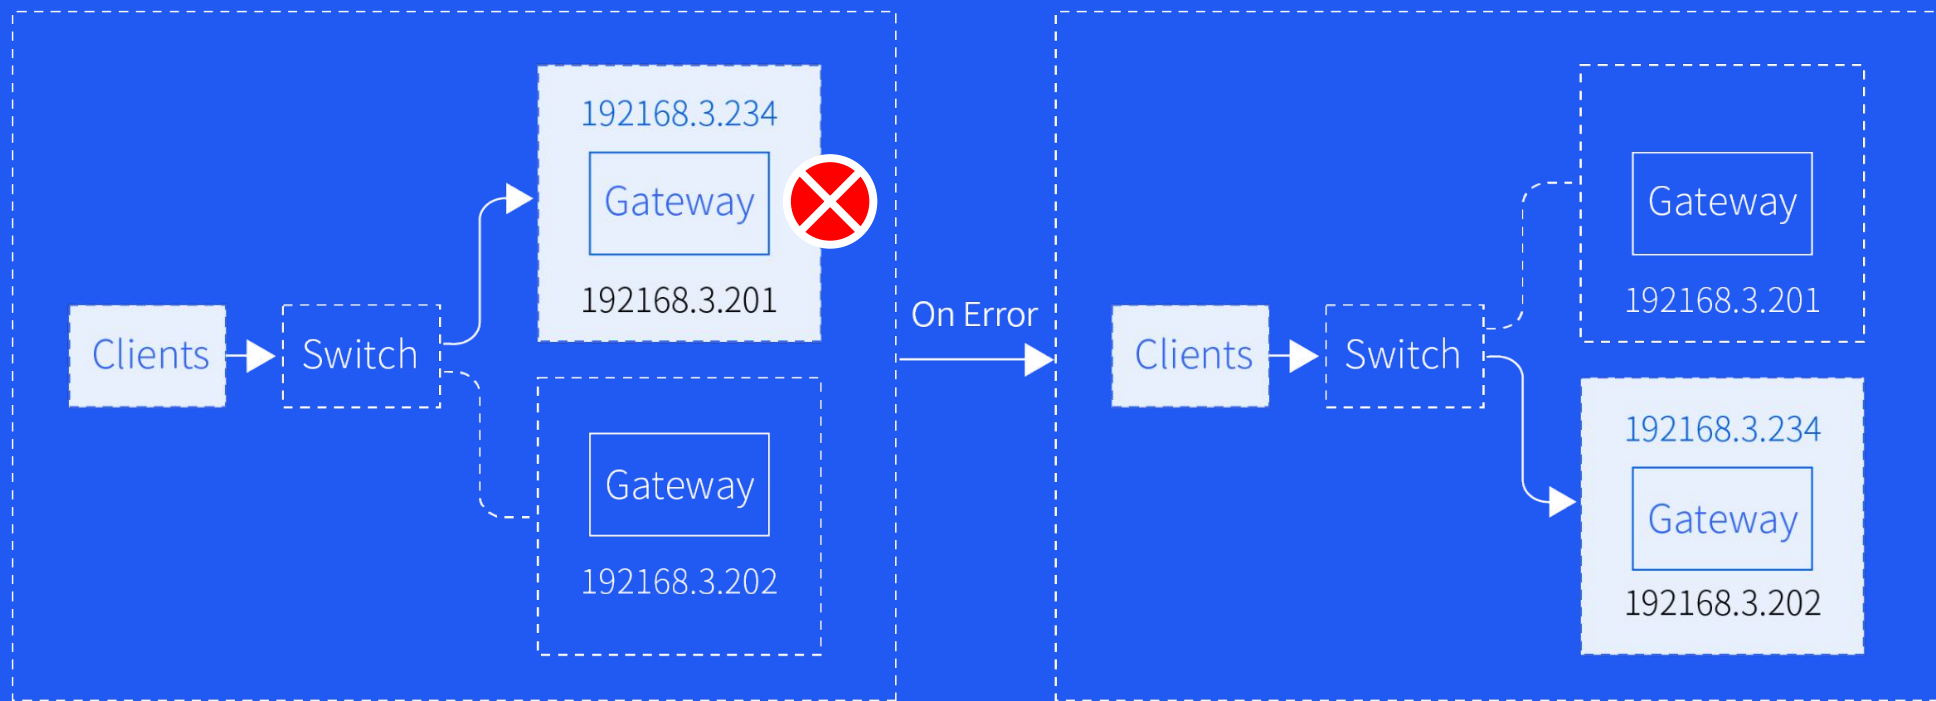 192168.3.234
Gateway
192168.3.201
Clients
Switch
Gateway
192168.3.202
On Error
Gateway
192168.3.201
Clients
Switch
192168.3.234
Gateway
192168.3.202